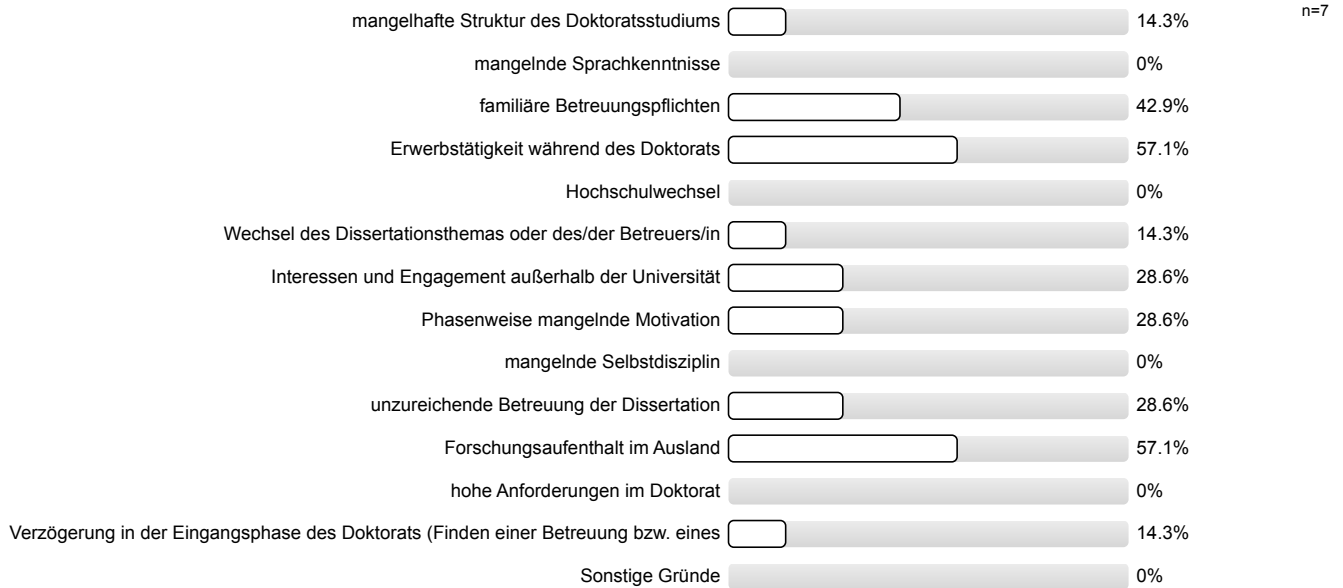 n=7
mangelhafte Struktur des Doktoratsstudiums 14.3%
mangelnde Sprachkenntnisse 0%
familiäre Betreuungspflichten 42.9%
Erwerbstätigkeit während des Doktorats 57.1%
Hochschulwechsel 0%
Wechsel des Dissertationsthemas oder des/der Betreuers/in 14.3%
Interessen und Engagement außerhalb der Universität 28.6%
Phasenweise mangelnde Motivation 28.6%
mangelnde Selbstdisziplin 0%
unzureichende Betreuung der Dissertation 28.6%
Forschungsaufenthalt im Ausland 57.1%
hohe Anforderungen im Doktorat 0%
Verzögerung in der Eingangsphase des Doktorats (Finden einer Betreuung bzw. eines 14.3%
Sonstige Gründe 0%